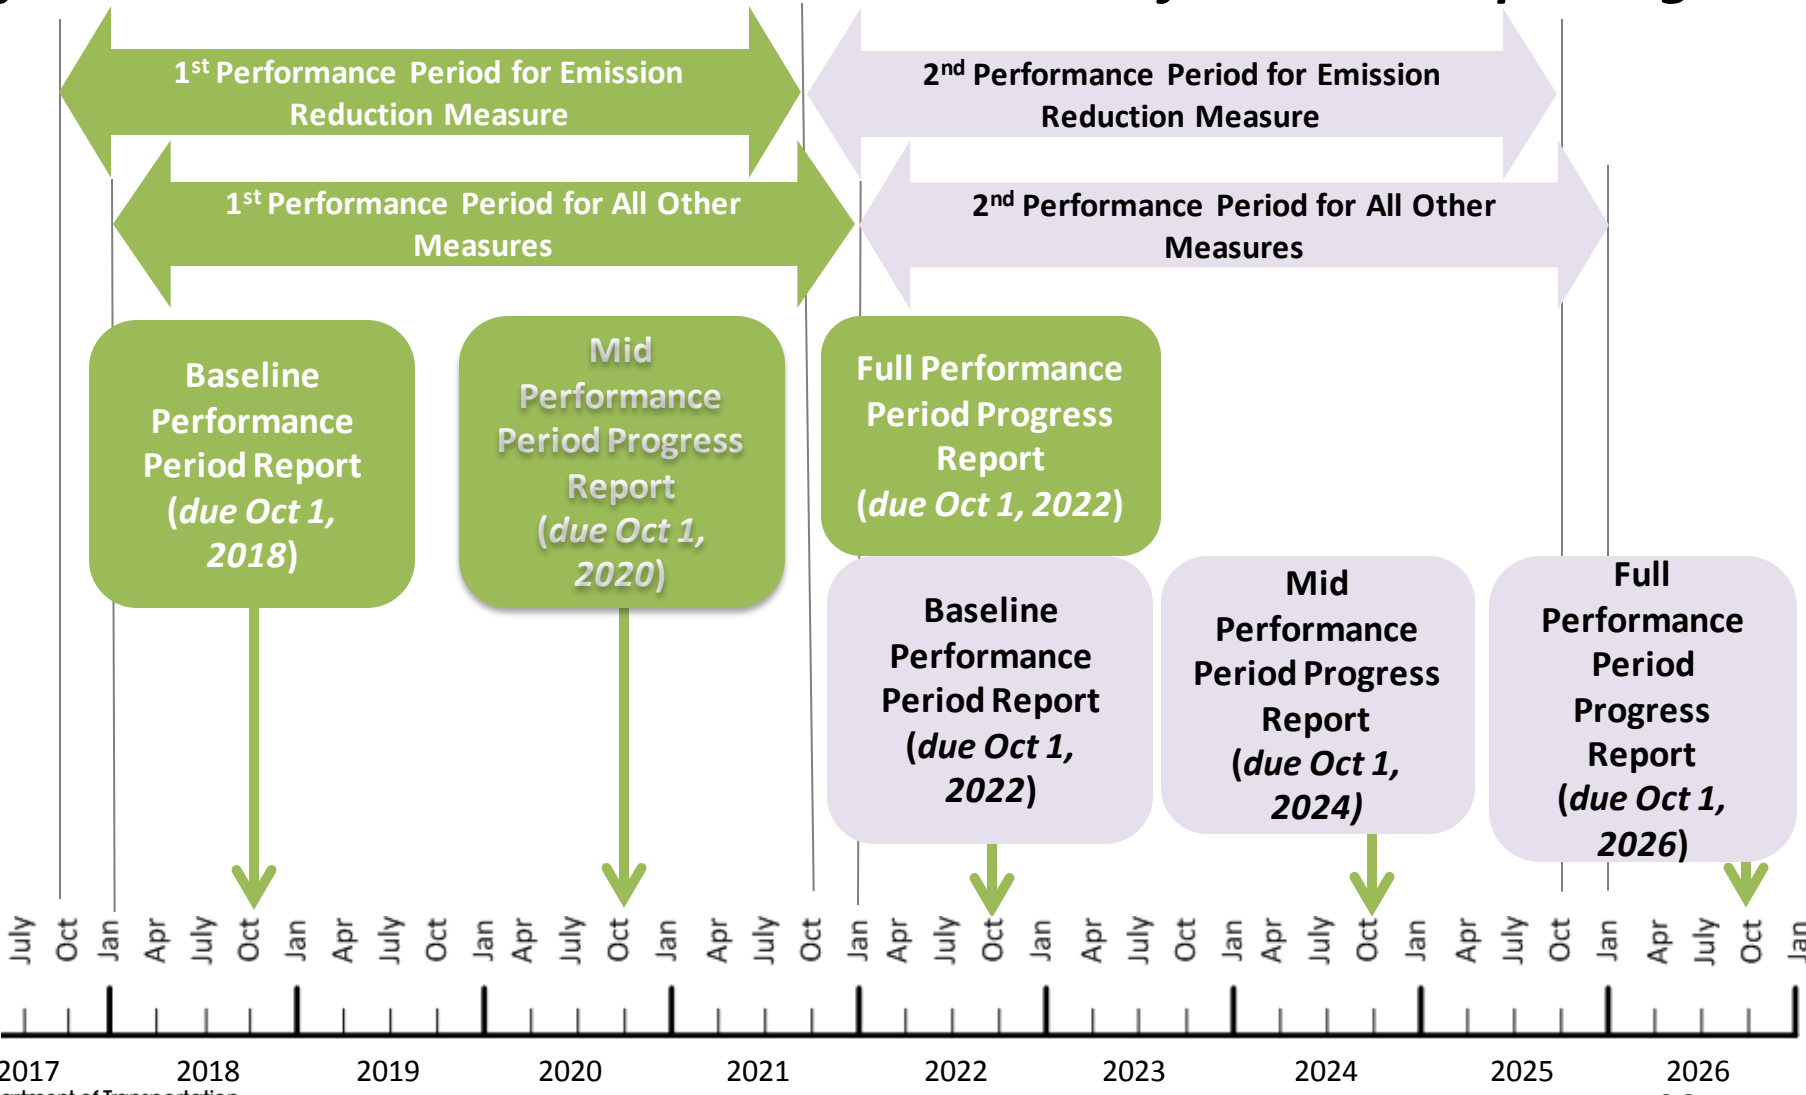 1st Performance Period for Emission
Reduction Measure
2nd Performance Period for Emission
Reduction Measure
1st Performance Period for All Other
Measures
2nd Performance Period for All Other
Measures
Baseline
Performance
Period Report
(due Oct 1,
2018)
Mid
Performance
Period Progress
Report
(due Oct 1,
2020)
Full Performance
Period Progress
Report
(due Oct 1, 2022)
Baseline
Performance
Period Report
(due Oct 1,
2022)
Mid
Performance
Period Progress
Report
(due Oct 1,
2024)
Full
Performance
Period
Progress
Report
(due Oct 1,
2026)
July Oct Jan Apr July Oct Jan Apr July Oct Jan Apr July Oct Jan Apr July Oct Jan Apr July Oct Jan Apr July Oct Jan Apr July Oct Jan Apr July Oct Jan Apr July Oct Jan
2017 2018 2019 2020 2021 2022 2023 2024 2025 2026
of Transportation